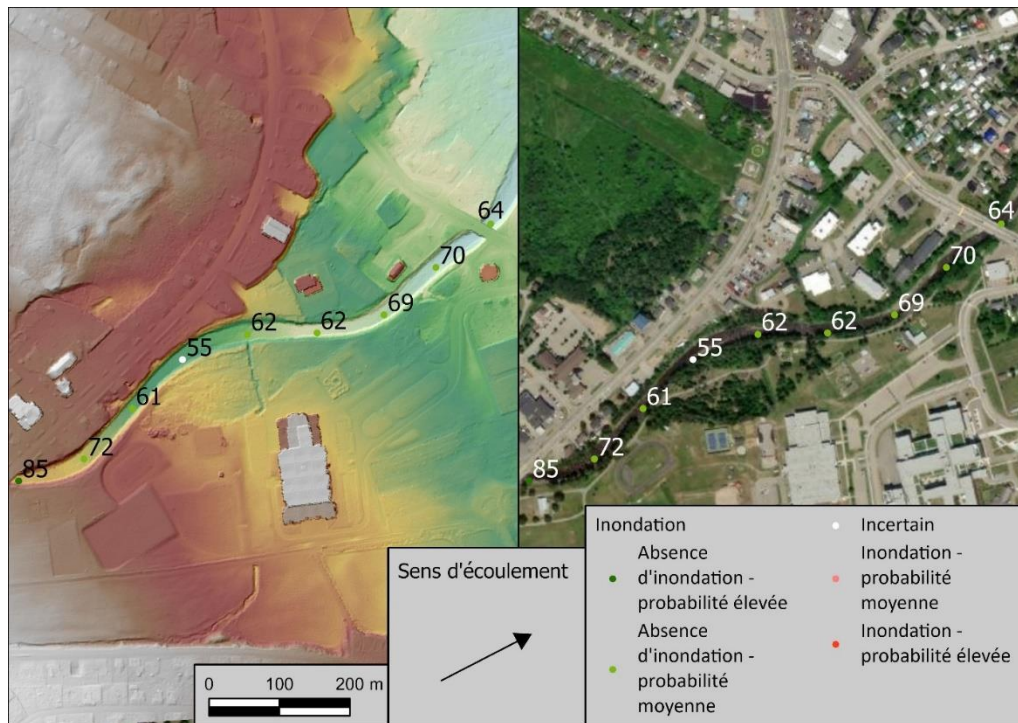 64
70
69
62
62
55
61
72
85
64
70
69
62
62
55
61
72
85
Sens d'écoulement
0 100 200 m
Inondation
Absence
d'inondation -
probabilité élevée
Absence
d'inondation -
probabilité
moyenne
Incertain
Inondation -
probabilité
moyenne
Inondation -
probabilité élevée